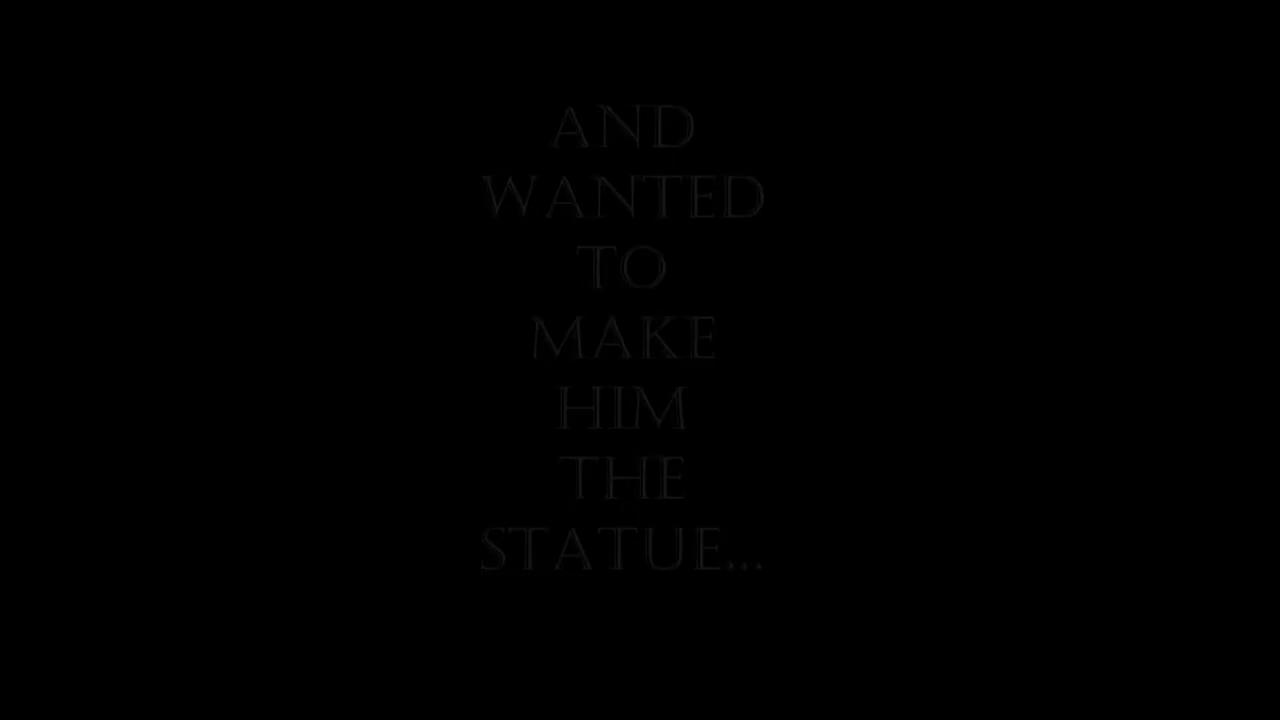 AND
WANTED
TO
MAKE
HIM
THE
STATUE...